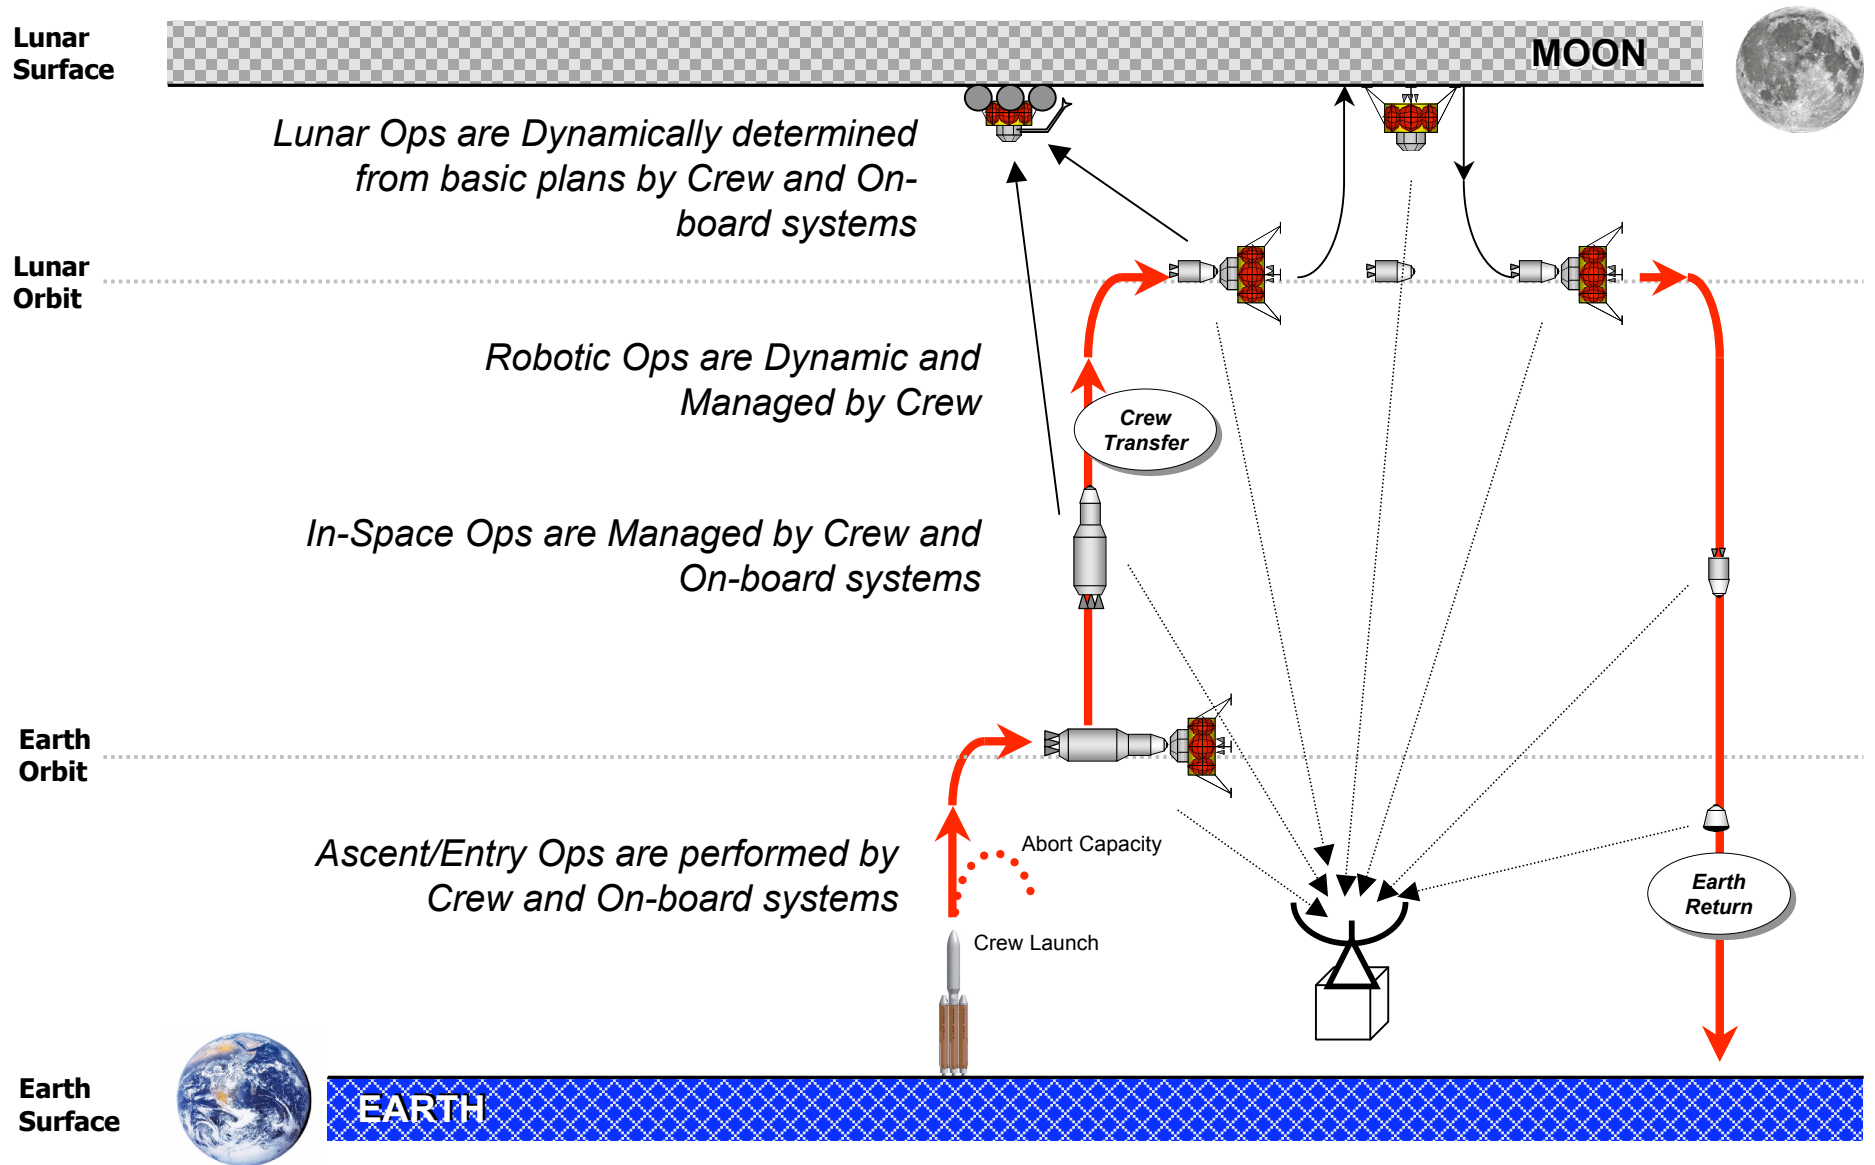 Lunar
Surface
MOON
Lunar Ops are Dynamically determined
from basic plans by Crew and On-
board systems
Lunar
Orbit
Robotic Ops are Dynamic and
Managed by Crew
Crew
Transfer
In-Space Ops are Managed by Crew and
On-board systems
Earth
Orbit
Abort Capacity
Ascent/Entry Ops are performed by
Crew and On-board systems
Earth
Return
Crew Launch
Earth
Surface
EARTH